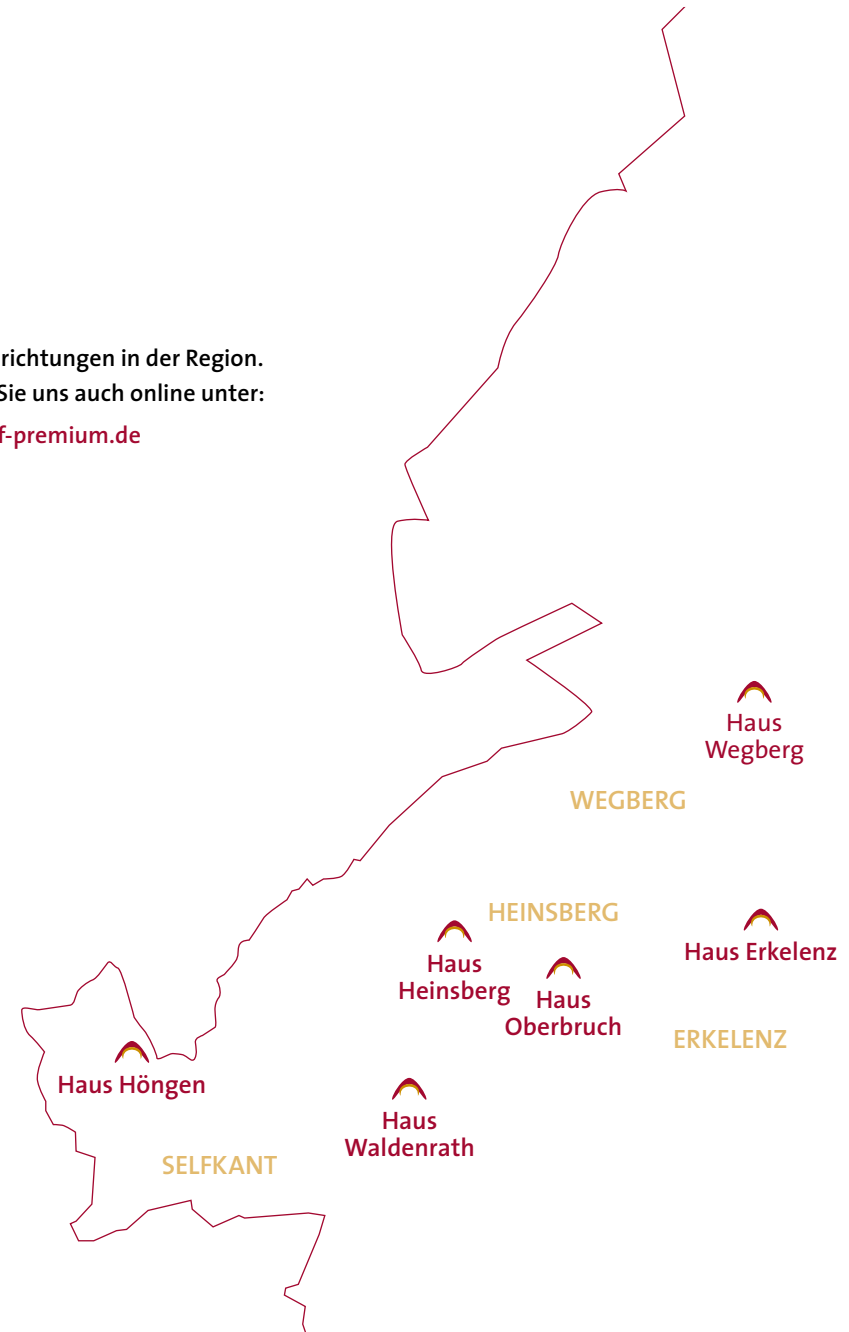 richtungen in der Region.
Sie uns auch online unter:
f-premium.de
Haus
Wegberg
WEGBERG
HEINSBERG
Haus Erkelenz
Haus
Heinsberg
Haus
Oberbruch
ERKELENZ
Haus Höngen
Haus
Waldenrath
SELFKANT